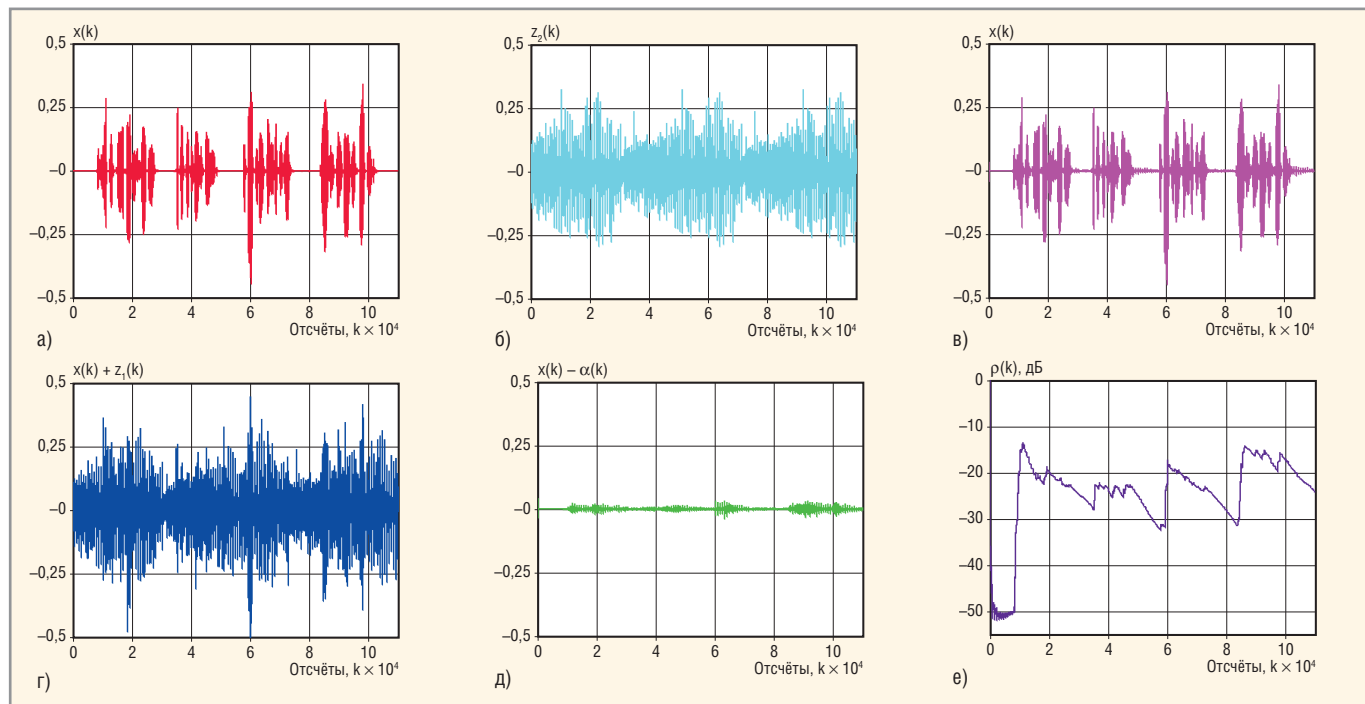 x(k)
0,5
0,25
–0
–0,25
–0,5
0 2 4 6 8 10
Отсчёты, k × 10⁴
а)
z₂(k)
0,5
0,25
–0
–0,25
–0,5
0 2 4 6 8 10
Отсчёты, k × 10⁴
б)
x(k)
0,5
0,25
–0
–0,25
–0,5
0 2 4 6 8 10
Отсчёты, k × 10⁴
в)
x(k) + z₁(k)
0,5
0,25
–0
–0,25
–0,5
0 2 4 6 8 10
Отсчёты, k × 10⁴
г)
x(k) – α(k)
0,5
0,25
–0
–0,25
–0,5
0 2 4 6 8 10
Отсчёты, k × 10⁴
д)
ρ(k), дБ
0
–10
–20
–30
–40
–50
0 2 4 6 8 10
Отсчёты, k × 10⁴
е)